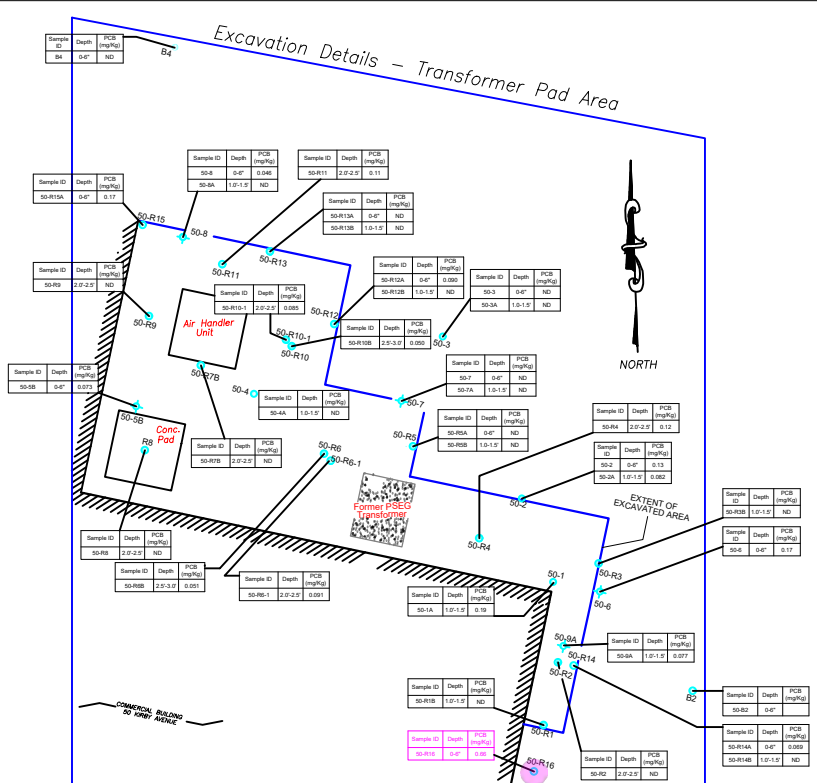 Excavation Details - Transformer Pad Area
Sample ID Depth PCB (mg/Kg)
B4 0-6" ND
B4
Sample ID Depth PCB (mg/Kg)
50-8 0-6" 0.046
50-8A 1.0'-1.5' ND
Sample ID Depth PCB (mg/Kg)
50-R11 2.0'-2.5' 0.11
Sample ID Depth PCB (mg/Kg)
50-R15A 0-6" 0.17
Sample ID Depth PCB (mg/Kg)
50-R13A 0-6" ND
50-R13B 1.0-1.5' ND
50-R15
50-8
50-R11
50-R13
Sample ID Depth PCB (mg/Kg)
50-R9 2.0'-2.5' ND
Sample ID Depth PCB (mg/Kg)
50-R10-1 2.0'-2.5' 0.085
Sample ID Depth PCB (mg/Kg)
50-R12A 0-6" 0.090
50-R12B 1.0-1.5' ND
Sample ID Depth PCB (mg/Kg)
50-3 0-6" ND
50-3A 1.0-1.5' ND
50-R9
Air Handler
Unit
50-R12
50-R10-1
50-R10
Sample ID Depth PCB (mg/Kg)
50-R10B 2.5'-3.0' 0.050
50-3
NORTH
50-R7B
50-4
Sample ID Depth PCB (mg/Kg)
50-5B 0-6" 0.073
Sample ID Depth PCB (mg/Kg)
50-4A 1.0'-1.5' ND
Sample ID Depth PCB (mg/Kg)
50-7 0-6" ND
50-7A 1.0-1.5' ND
50-7
50-5B
Conc.
Pad
R8
Sample ID Depth PCB (mg/Kg)
50-R7B 2.0'-2.5' ND
50-R6
50-R6-1
50-R5
Sample ID Depth PCB (mg/Kg)
50-R5A 0-6" ND
50-R5B 1.0-1.5' ND
Sample ID Depth PCB (mg/Kg)
50-R4 2.0'-2.5' 0.12
Sample ID Depth PCB (mg/Kg)
50-2 0-6" 0.13
50-2A 1.0'-1.5' 0.082
50-2
Former PSEG
Transformer
EXTENT OF
EXCAVATED AREA
Sample ID Depth PCB (mg/Kg)
50-R3B 1.0'-1.5' ND
Sample ID Depth PCB (mg/Kg)
50-6 0-6" 0.17
50-R4
50-R3
50-6
Sample ID Depth PCB (mg/Kg)
50-R8 2.0'-2.5' ND
Sample ID Depth PCB (mg/Kg)
50-R6B 2.5'-3.0' 0.051
Sample ID Depth PCB (mg/Kg)
50-R6-1 2.0'-2.5' 0.091
50-1
Sample ID Depth PCB (mg/Kg)
50-1A 1.0'-1.5' 0.19
50-9A
Sample ID Depth PCB (mg/Kg)
50-9A 1.0'-1.5' 0.077
50-R14
50-R2
Sample ID Depth PCB (mg/Kg)
50-R1B 1.0'-1.5' ND
B2
Sample ID Depth PCB (mg/Kg)
50-B2 0-6"
COMMERCIAL BUILDING
50 KIRBY AVENUE
50-R1
Sample ID Depth PCB (mg/Kg)
50-R14A 0-6" 0.069
50-R14B 1.0'-1.5' ND
Sample ID Depth PCB (mg/Kg)
50-R16 0-6" 0.66
50-R16
Sample ID Depth PCB (mg/Kg)
50-R2 2.0'-2.5' ND